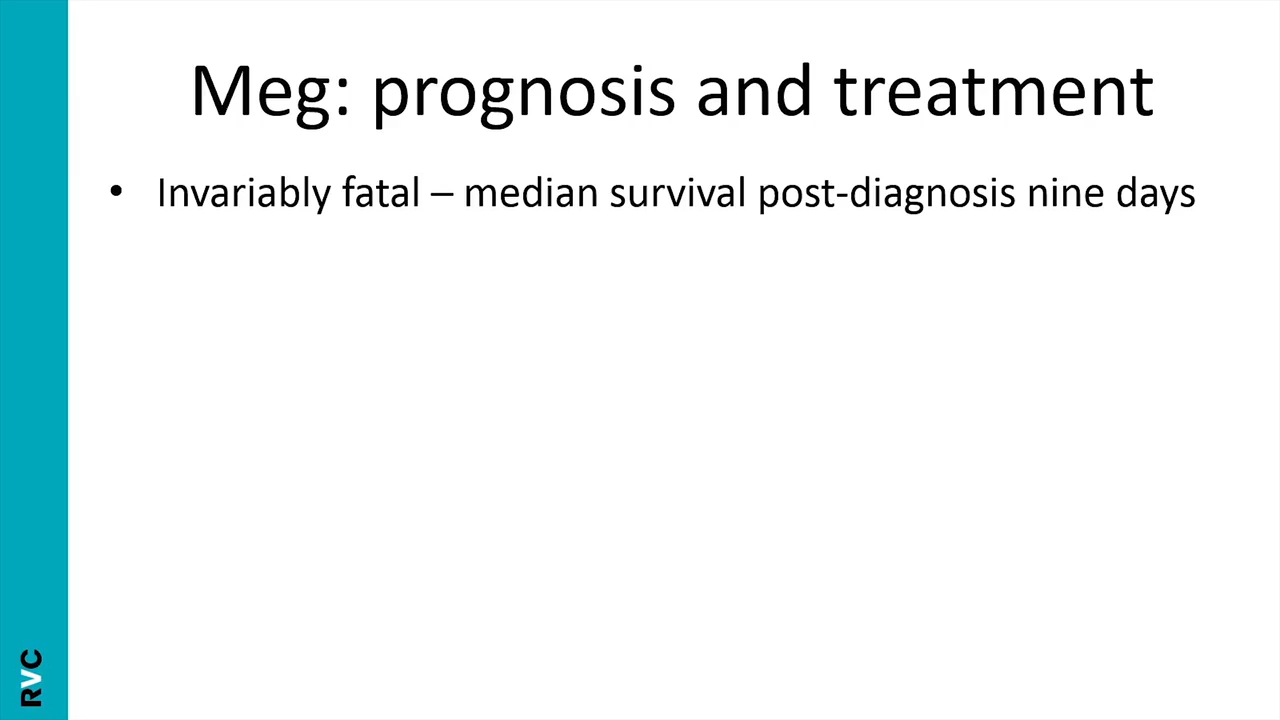 Meg: prognosis and treatment
• Invariably fatal – median survival post-diagnosis nine days
RVC